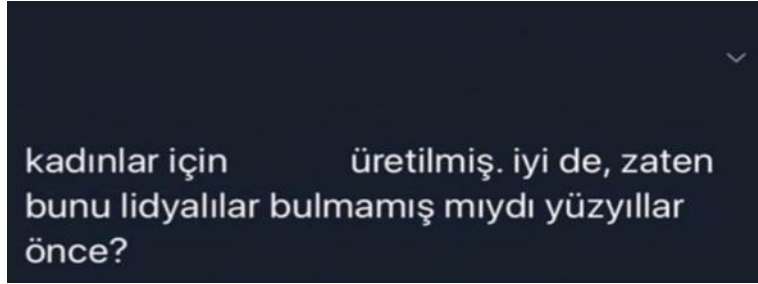 kadınlar için üretilmiş. iyi de, zaten
bunu lidyalılar bulmamış mıydı yüzyıllar
önce?